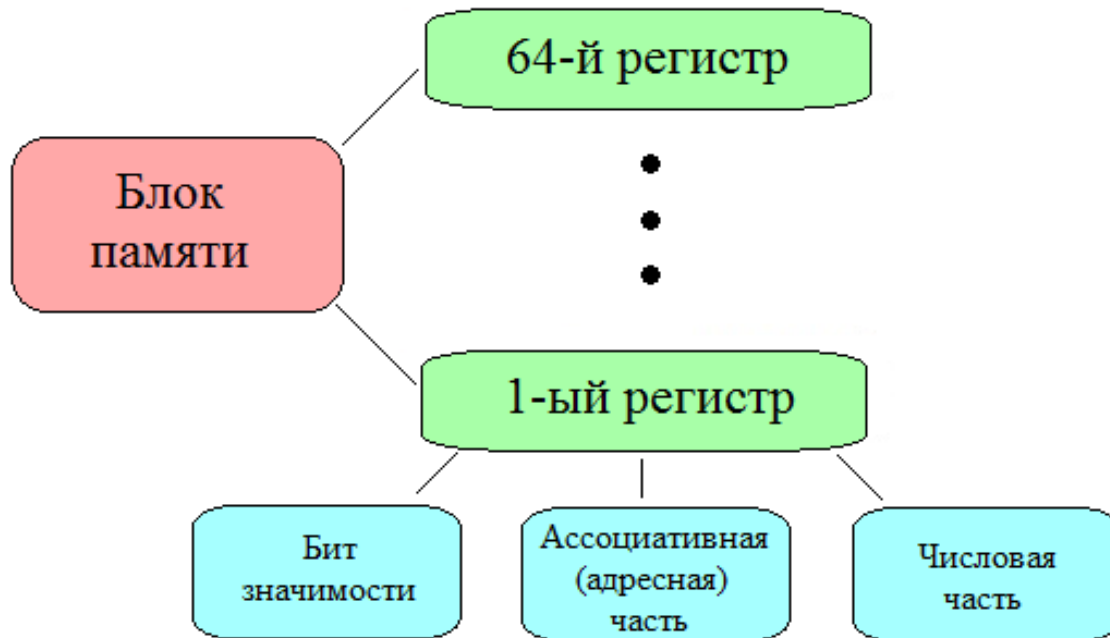 64-й регистр
Блок
памяти
1-ый регистр
Бит
значимости
Ассоциативная
(адресная)
часть
Числовая
часть